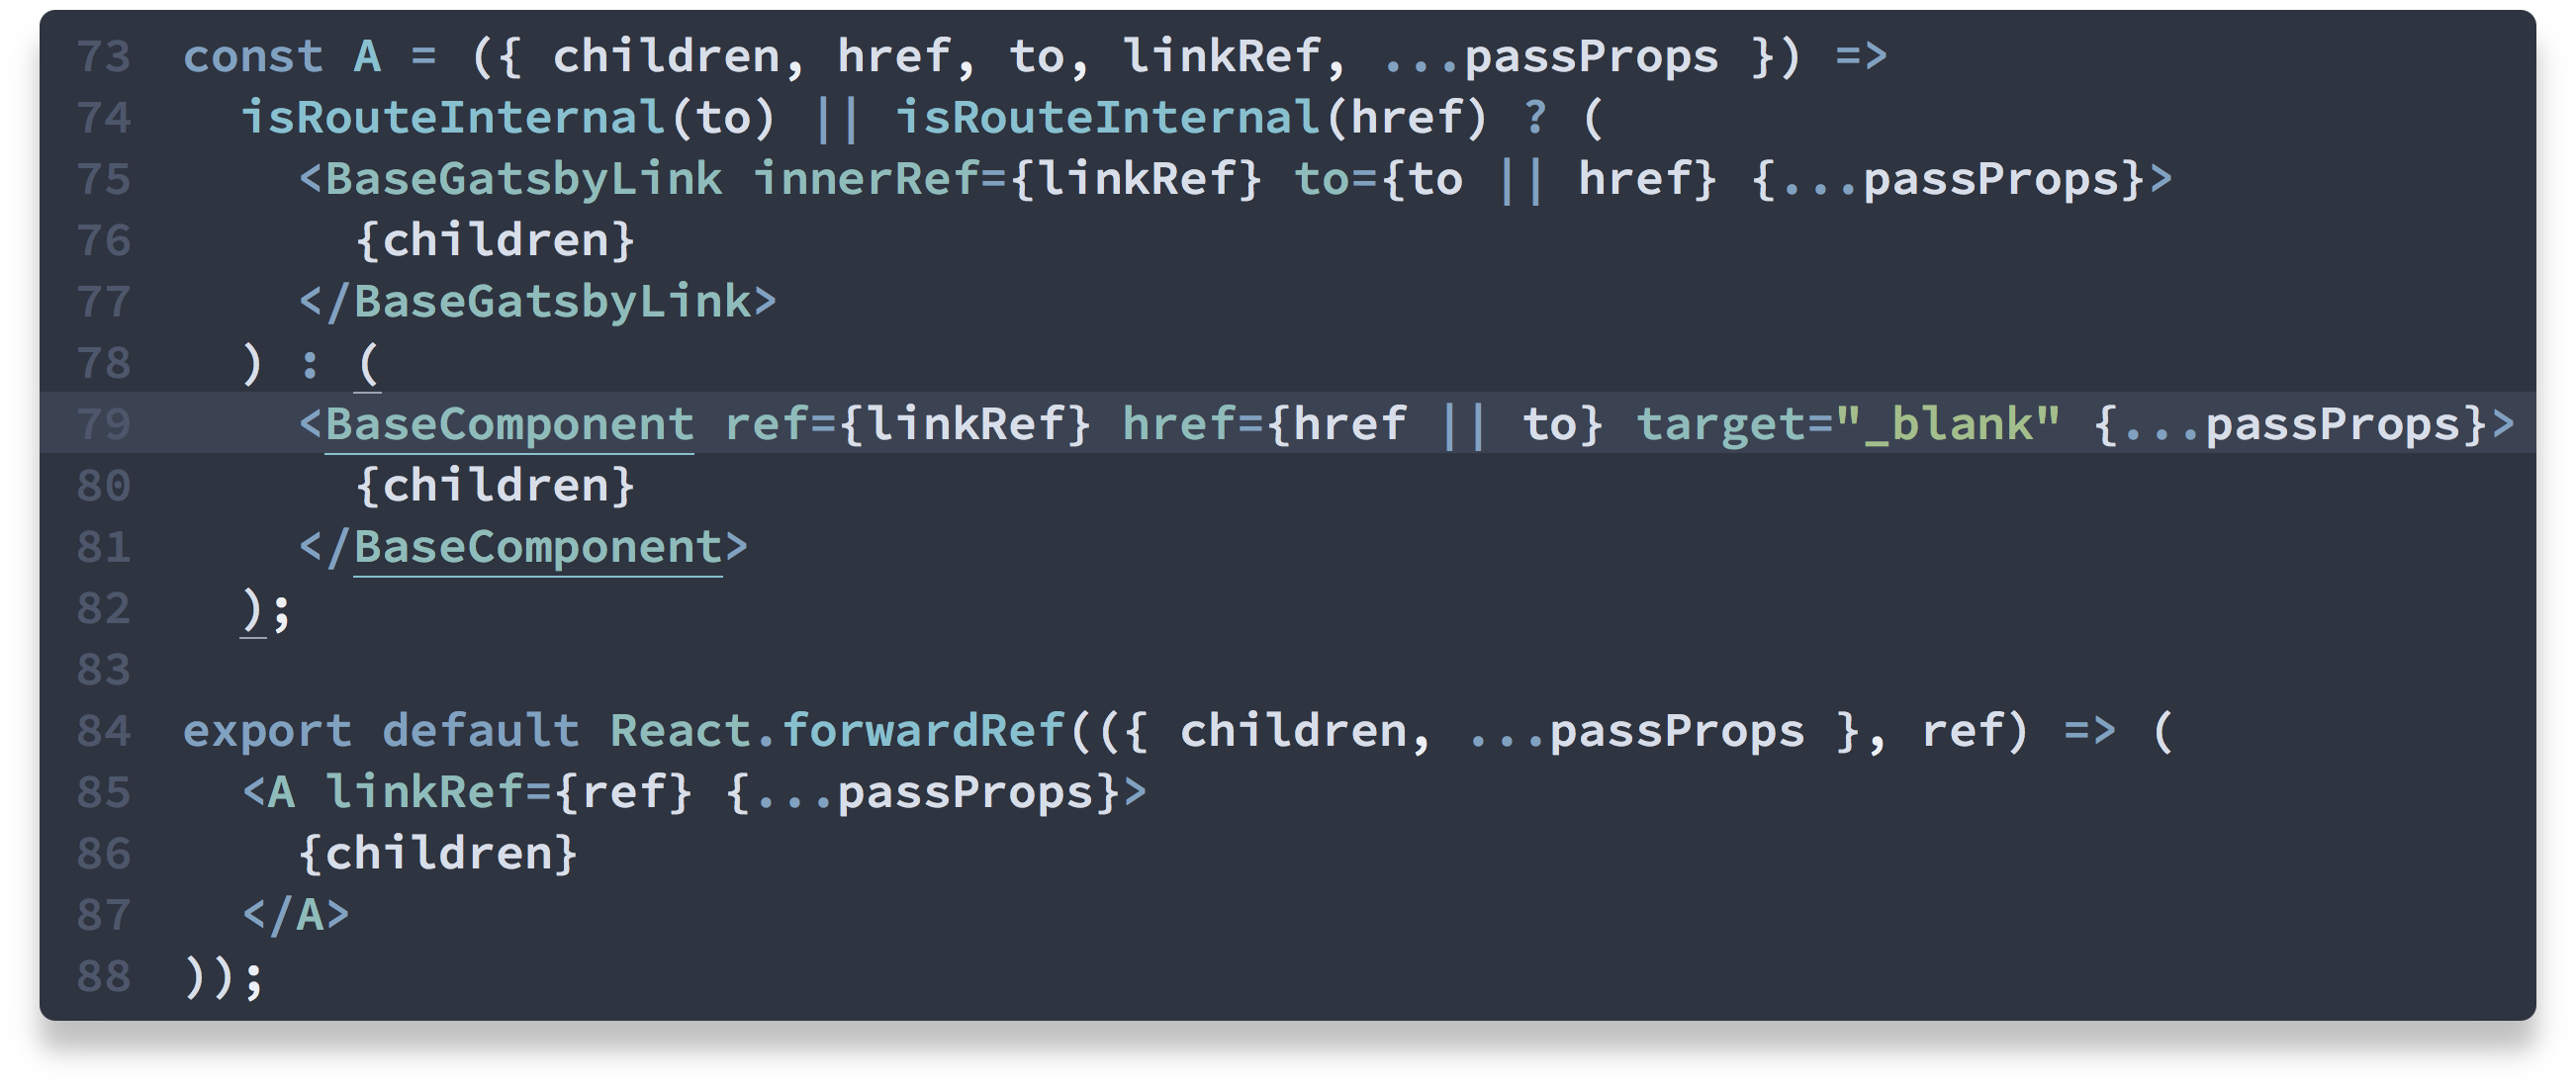 73 const A = ({ children, href, to, linkRef, ...passProps }) =>
74   isRouteInternal(to) || isRouteInternal(href) ? (
75     <BaseGatsbyLink innerRef={linkRef} to={to || href} {...passProps}>
76       {children}
77     </BaseGatsbyLink>
78   ) : (
79     <BaseComponent ref={linkRef} href={href || to} target="_blank" {...passProps}>
80       {children}
81     </BaseComponent>
82   );
83
84 export default React.forwardRef(({ children, ...passProps }, ref) => (
85   <A linkRef={ref} {...passProps}>
86     {children}
87   </A>
88 ));